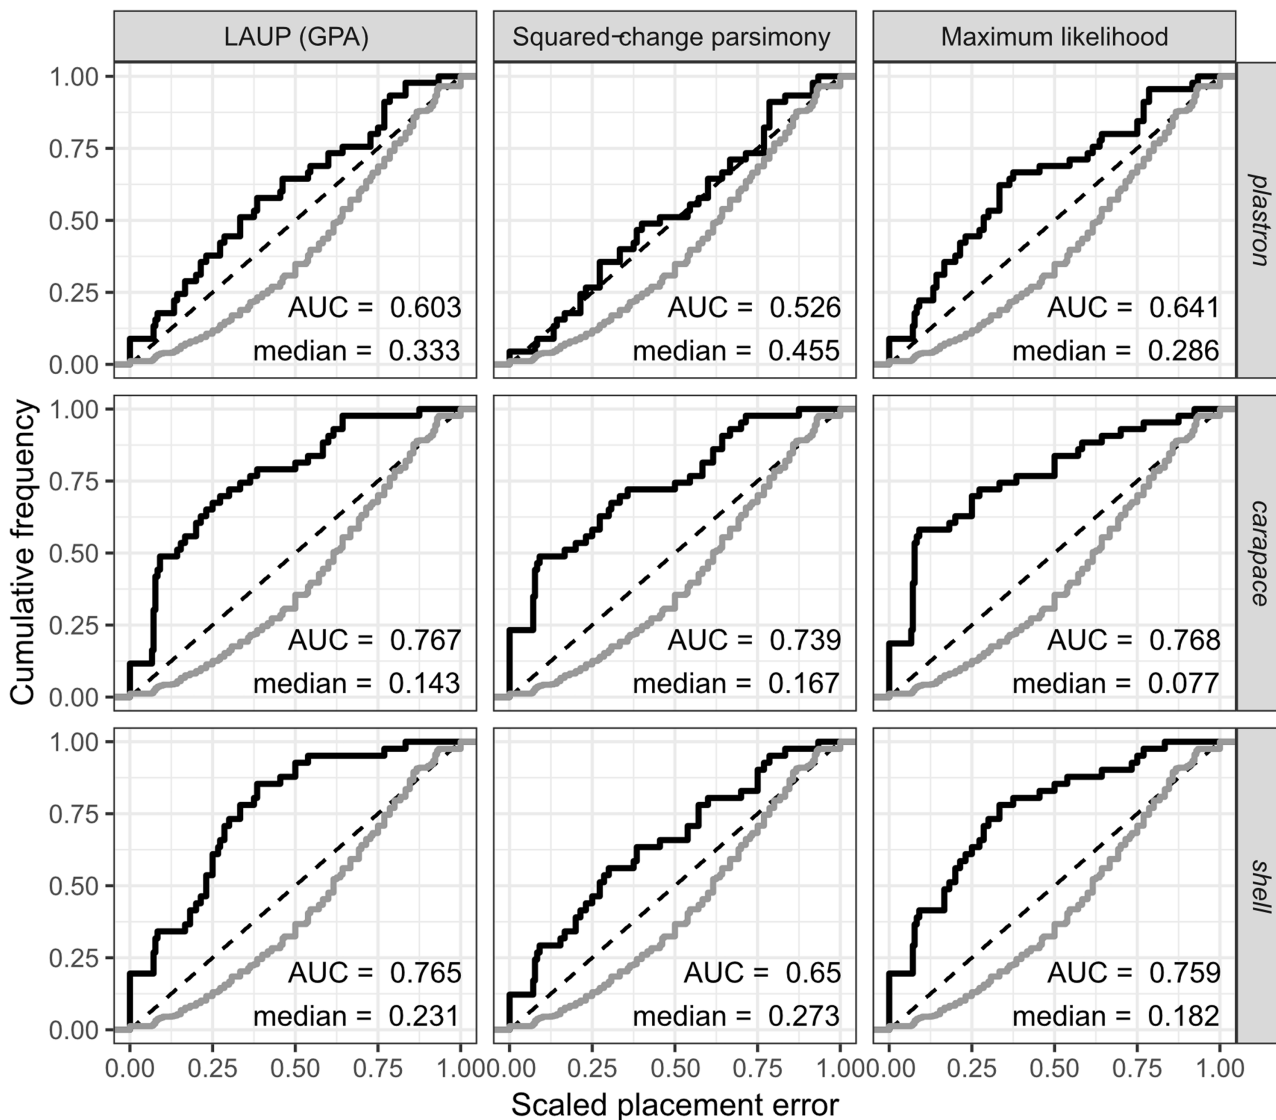 LAUP (GPA)
Squared-change parsimony
Maximum likelihood
1.00
0.75
0.50
0.25
0.00
AUC = 0.603
median = 0.333
AUC = 0.526
median = 0.455
AUC = 0.641
median = 0.286
plastron
1.00
0.75
0.50
0.25
0.00
AUC = 0.767
median = 0.143
AUC = 0.739
median = 0.167
AUC = 0.768
median = 0.077
carapace
Cumulative frequency
1.00
0.75
0.50
0.25
0.00
AUC = 0.765
median = 0.231
AUC = 0.65
median = 0.273
AUC = 0.759
median = 0.182
shell
0.00 0.25 0.50 0.75 1.00
0.00 0.25 0.50 0.75 1.00
0.00 0.25 0.50 0.75 1.00
Scaled placement error